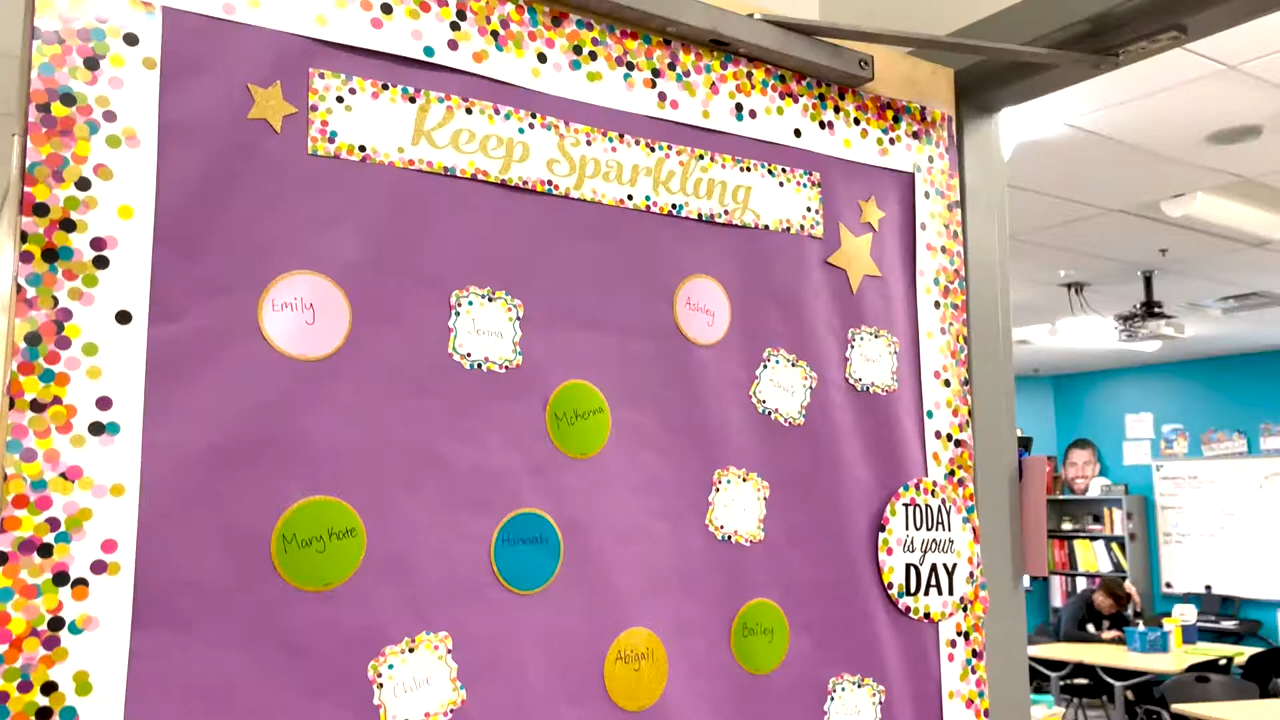 Keep Sparkling
Emily
Jenna
Ashley
McKenna
Mary Kate
Hannah
TODAY
is your
DAY
Bailey
Abigail
Chloe